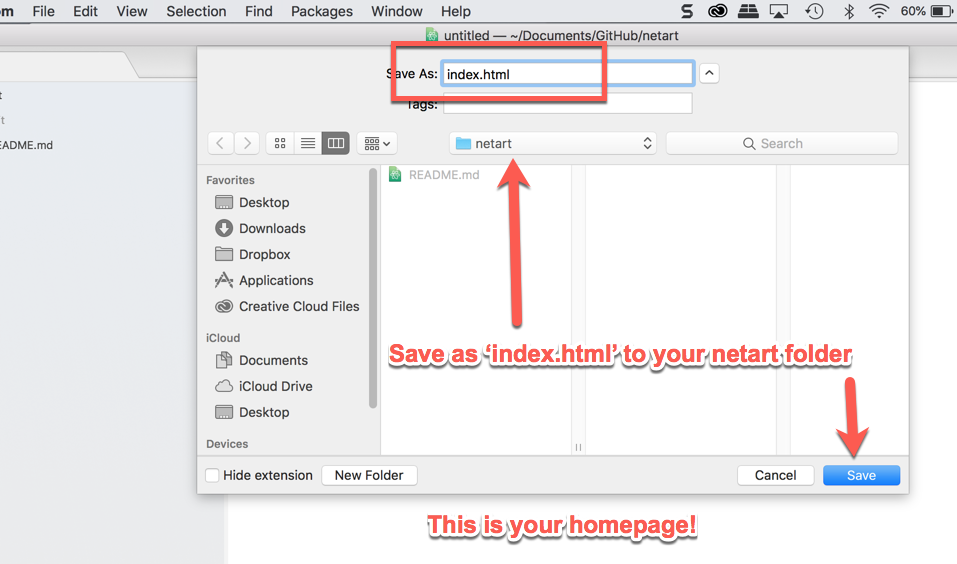 om File Edit View Selection Find Packages Window Help 60%
untitled — ~/Documents/GitHub/netart
Save As: index.html
Tags:
netart
Search
t
t
EADME.md
Favorites
README.md
Desktop
Downloads
Dropbox
Applications
Creative Cloud Files
iCloud
Documents
iCloud Drive
Desktop
Devices
Save as ‘index.html’ to your netart folder
Hide extension New Folder Cancel Save
This is your homepage!